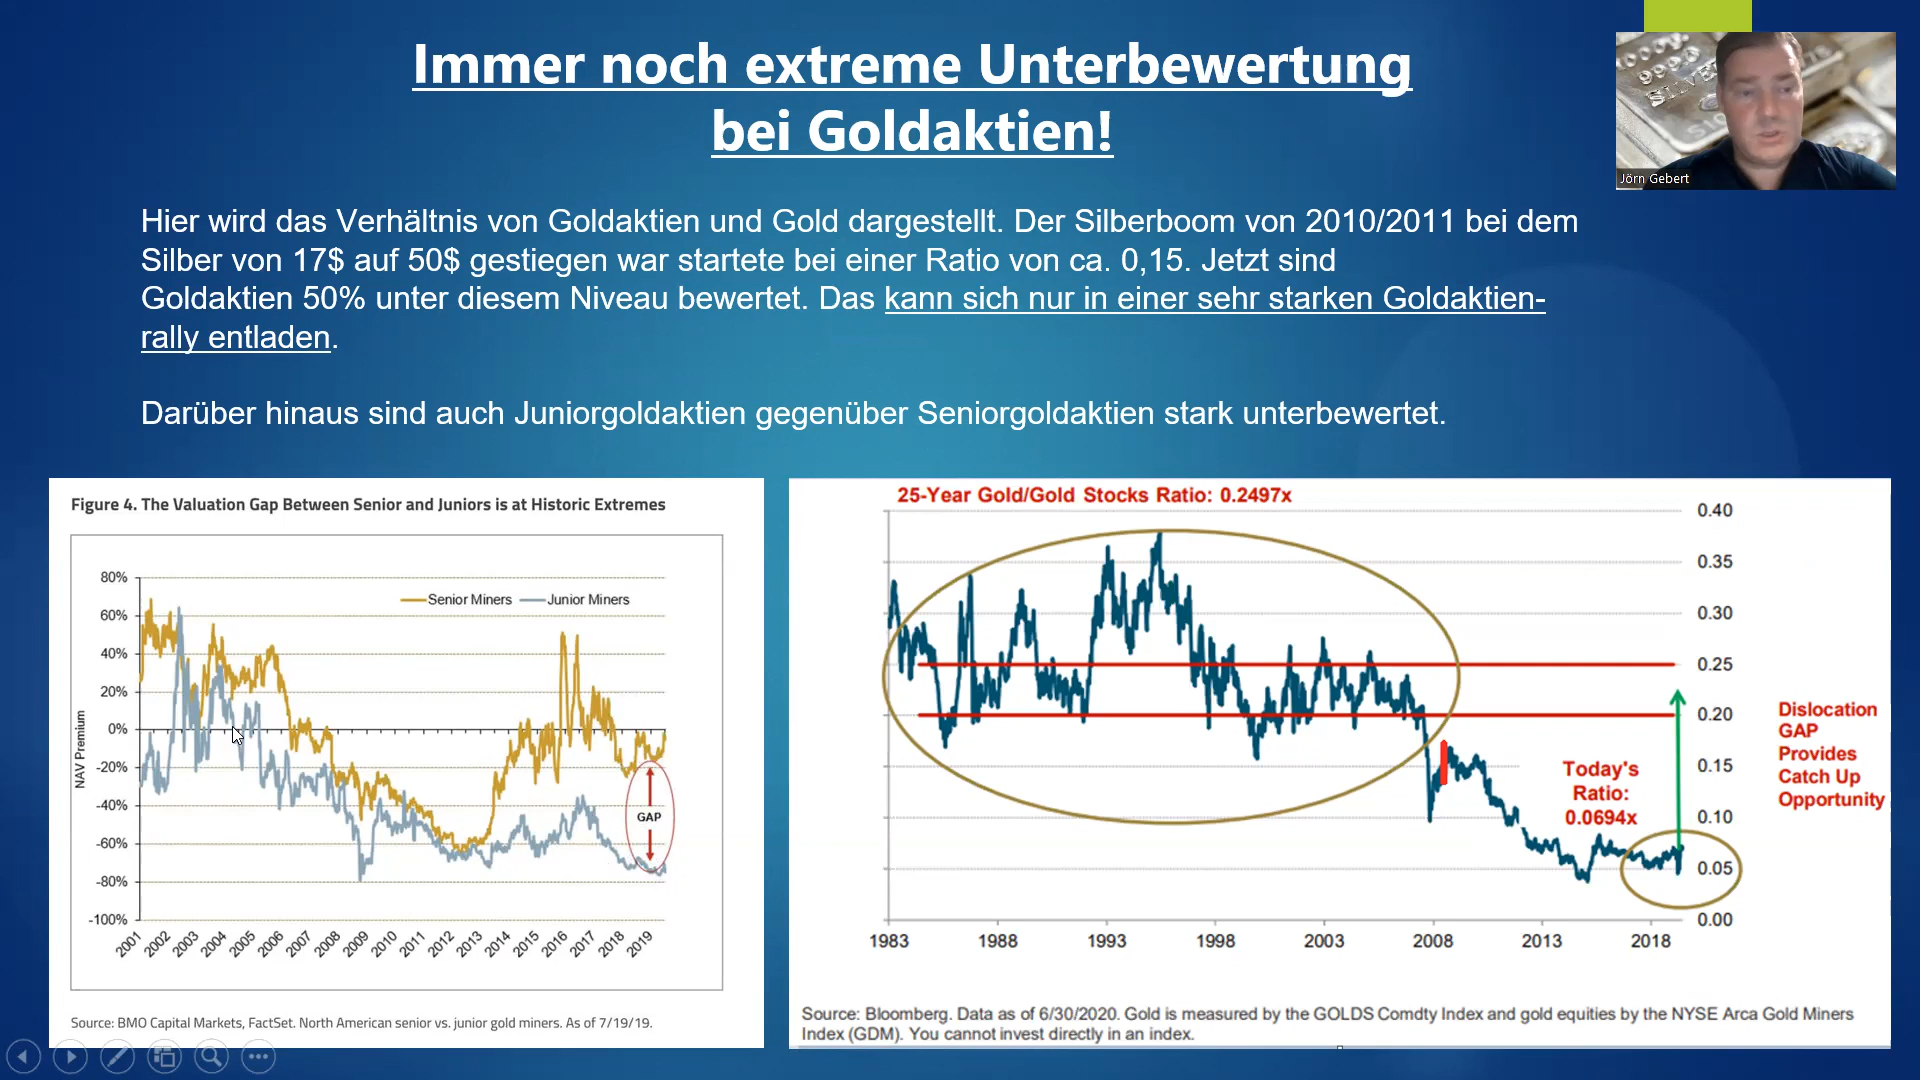 Immer noch extreme Unterbewertung
bei Goldaktien!
Jörn Gebert
Hier wird das Verhältnis von Goldaktien und Gold dargestellt. Der Silberboom von 2010/2011 bei dem
Silber von 17$ auf 50$ gestiegen war startete bei einer Ratio von ca. 0,15. Jetzt sind
Goldaktien 50% unter diesem Niveau bewertet. Das kann sich nur in einer sehr starken Goldaktien-
rally entladen.
Darüber hinaus sind auch Juniorgoldaktien gegenüber Seniorgoldaktien stark unterbewertet.
Figure 4. The Valuation Gap Between Senior and Juniors is at Historic Extremes
Senior Miners
Junior Miners
NAV Premium
80%
60%
40%
20%
0%
-20%
-40%
-60%
-80%
-100%
GAP
2001
2002
2003
2004
2005
2006
2007
2008
2009
2010
2011
2012
2013
2014
2015
2016
2017
2018
2019
Source: BMO Capital Markets, FactSet. North American senior vs. junior gold miners. As of 7/19/19.
25-Year Gold/Gold Stocks Ratio: 0.2497x
0.40
0.35
0.30
0.25
0.20
0.15
0.10
0.05
0.00
Today's
Ratio:
0.0694x
Dislocation
GAP
Provides
Catch Up
Opportunity
1983
1988
1993
1998
2003
2008
2013
2018
Source: Bloomberg. Data as of 6/30/2020. Gold is measured by the GOLDS Comdty Index and gold equities by the NYSE Arca Gold Miners
Index (GDM). You cannot invest directly in an index.